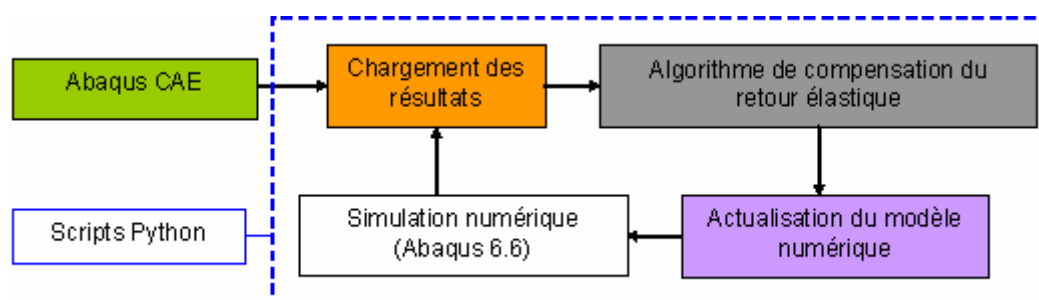 Abaqus CAE
Chargement des
résultats
Algorithme de compensation du
retour élastique
Scripts Python
Simulation numérique
(Abaqus 6.6)
Actualisation du modèle
numérique